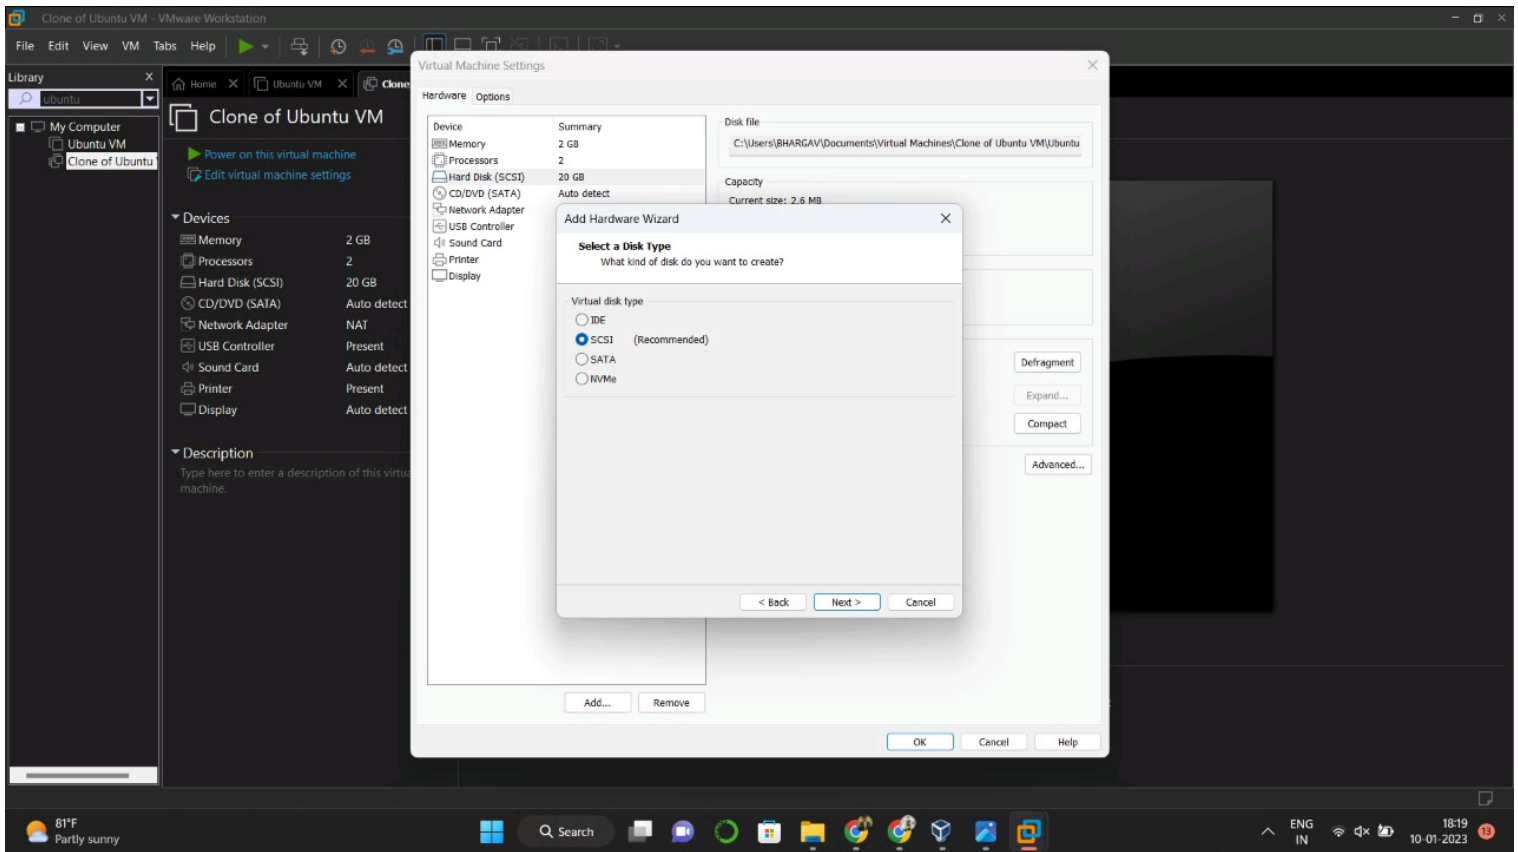 Clone of Ubuntu VM - VMware Workstation
File Edit View VM Tabs Help
Library X
ubuntu
My Computer
Ubuntu VM
Clone of Ubuntu
Home X Ubuntu VM X Clone
Clone of Ubuntu VM
Power on this virtual machine
Edit virtual machine settings
Devices
Memory 2 GB
Processors 2
Hard Disk (SCSI) 20 GB
CD/DVD (SATA) Auto detect
Network Adapter NAT
USB Controller Present
Sound Card Auto detect
Printer Present
Display Auto detect
Description
Type here to enter a description of this virtua
machine.
Virtual Machine Settings
Hardware Options
Device Summary
Memory 2 GB
Processors 2
Hard Disk (SCSI) 20 GB
CD/DVD (SATA) Auto detect
Network Adapter
USB Controller
Sound Card
Printer
Display
Disk file
C:\Users\BHARGAV\Documents\Virtual Machines\Clone of Ubuntu VM\Ubuntu
Capacity
Current size: 2.6 MB
Defragment
Expand...
Compact
Advanced...
Add Hardware Wizard
Select a Disk Type
What kind of disk do you want to create?
Virtual disk type
IDE
SCSI (Recommended)
SATA
NVMe
< Back Next > Cancel
Add... Remove
OK Cancel Help
81°F
Partly sunny
Search
ENG
IN
18:19
10-01-2023
13